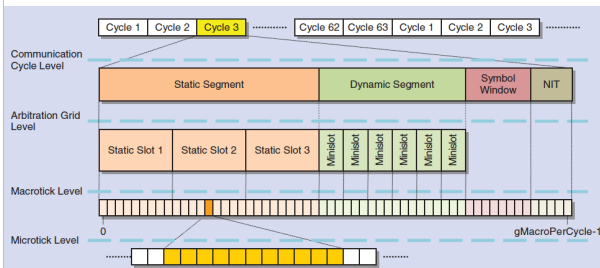 Cycle 1 Cycle 2 Cycle 3 Cycle 62 Cycle 63 Cycle 1 Cycle 2 Cycle 3
Communication
Cycle Level
Static Segment Dynamic Segment Symbol Window NIT
Arbitration Grid
Level
Static Slot 1 Static Slot 2 Static Slot 3 Minislot Minislot Minislot Minislot Minislot Minislot
Macrotick Level
0 gMacroPerCycle-1
Microtick Level